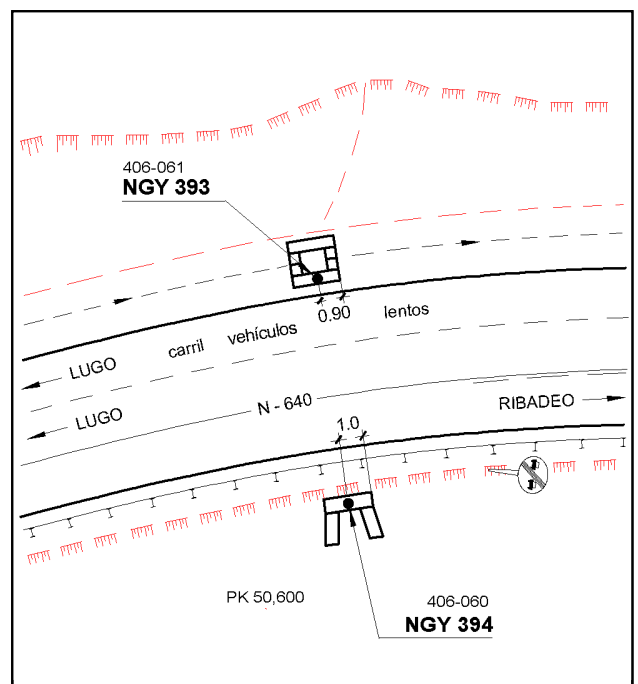 406-061
NGY 393
0.90
carril vehículos lentos
LUGO
LUGO
N - 640
RIBADEO
1.0
PK 50,600
406-060
NGY 394